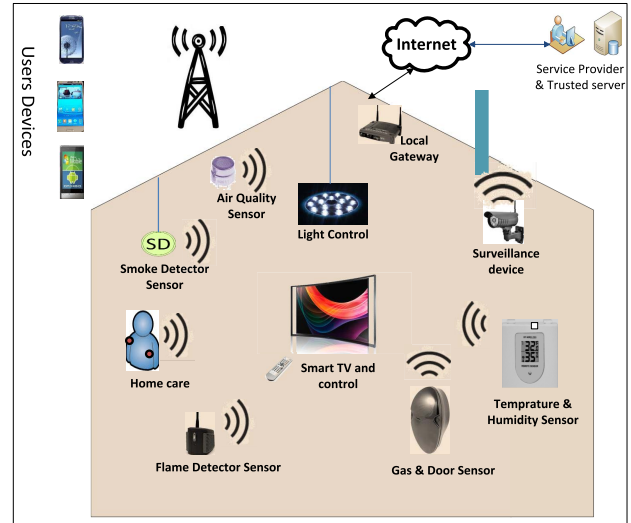 Users Devices
Internet
Service Provider
& Trusted server
Local
Gateway
Air Quality
Sensor
Light Control
SD
Smoke Detector
Sensor
Surveillance
device
Home care
Smart TV and
control
Temprature &
Humidity Sensor
Flame Detector Sensor
Gas & Door Sensor